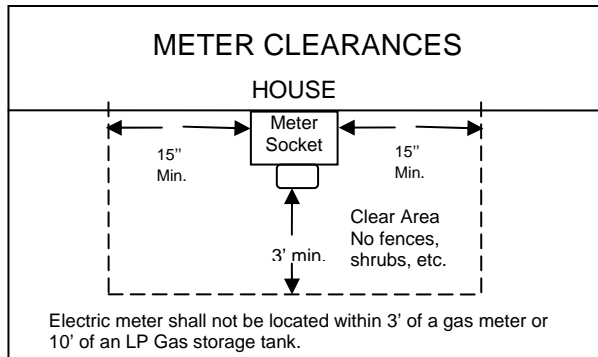 METER CLEARANCES
HOUSE
Meter
Socket
15”
Min.
15”
Min.
3’ min.
Clear Area
No fences,
shrubs, etc.
Electric meter shall not be located within 3’ of a gas meter or
10’ of an LP Gas storage tank.